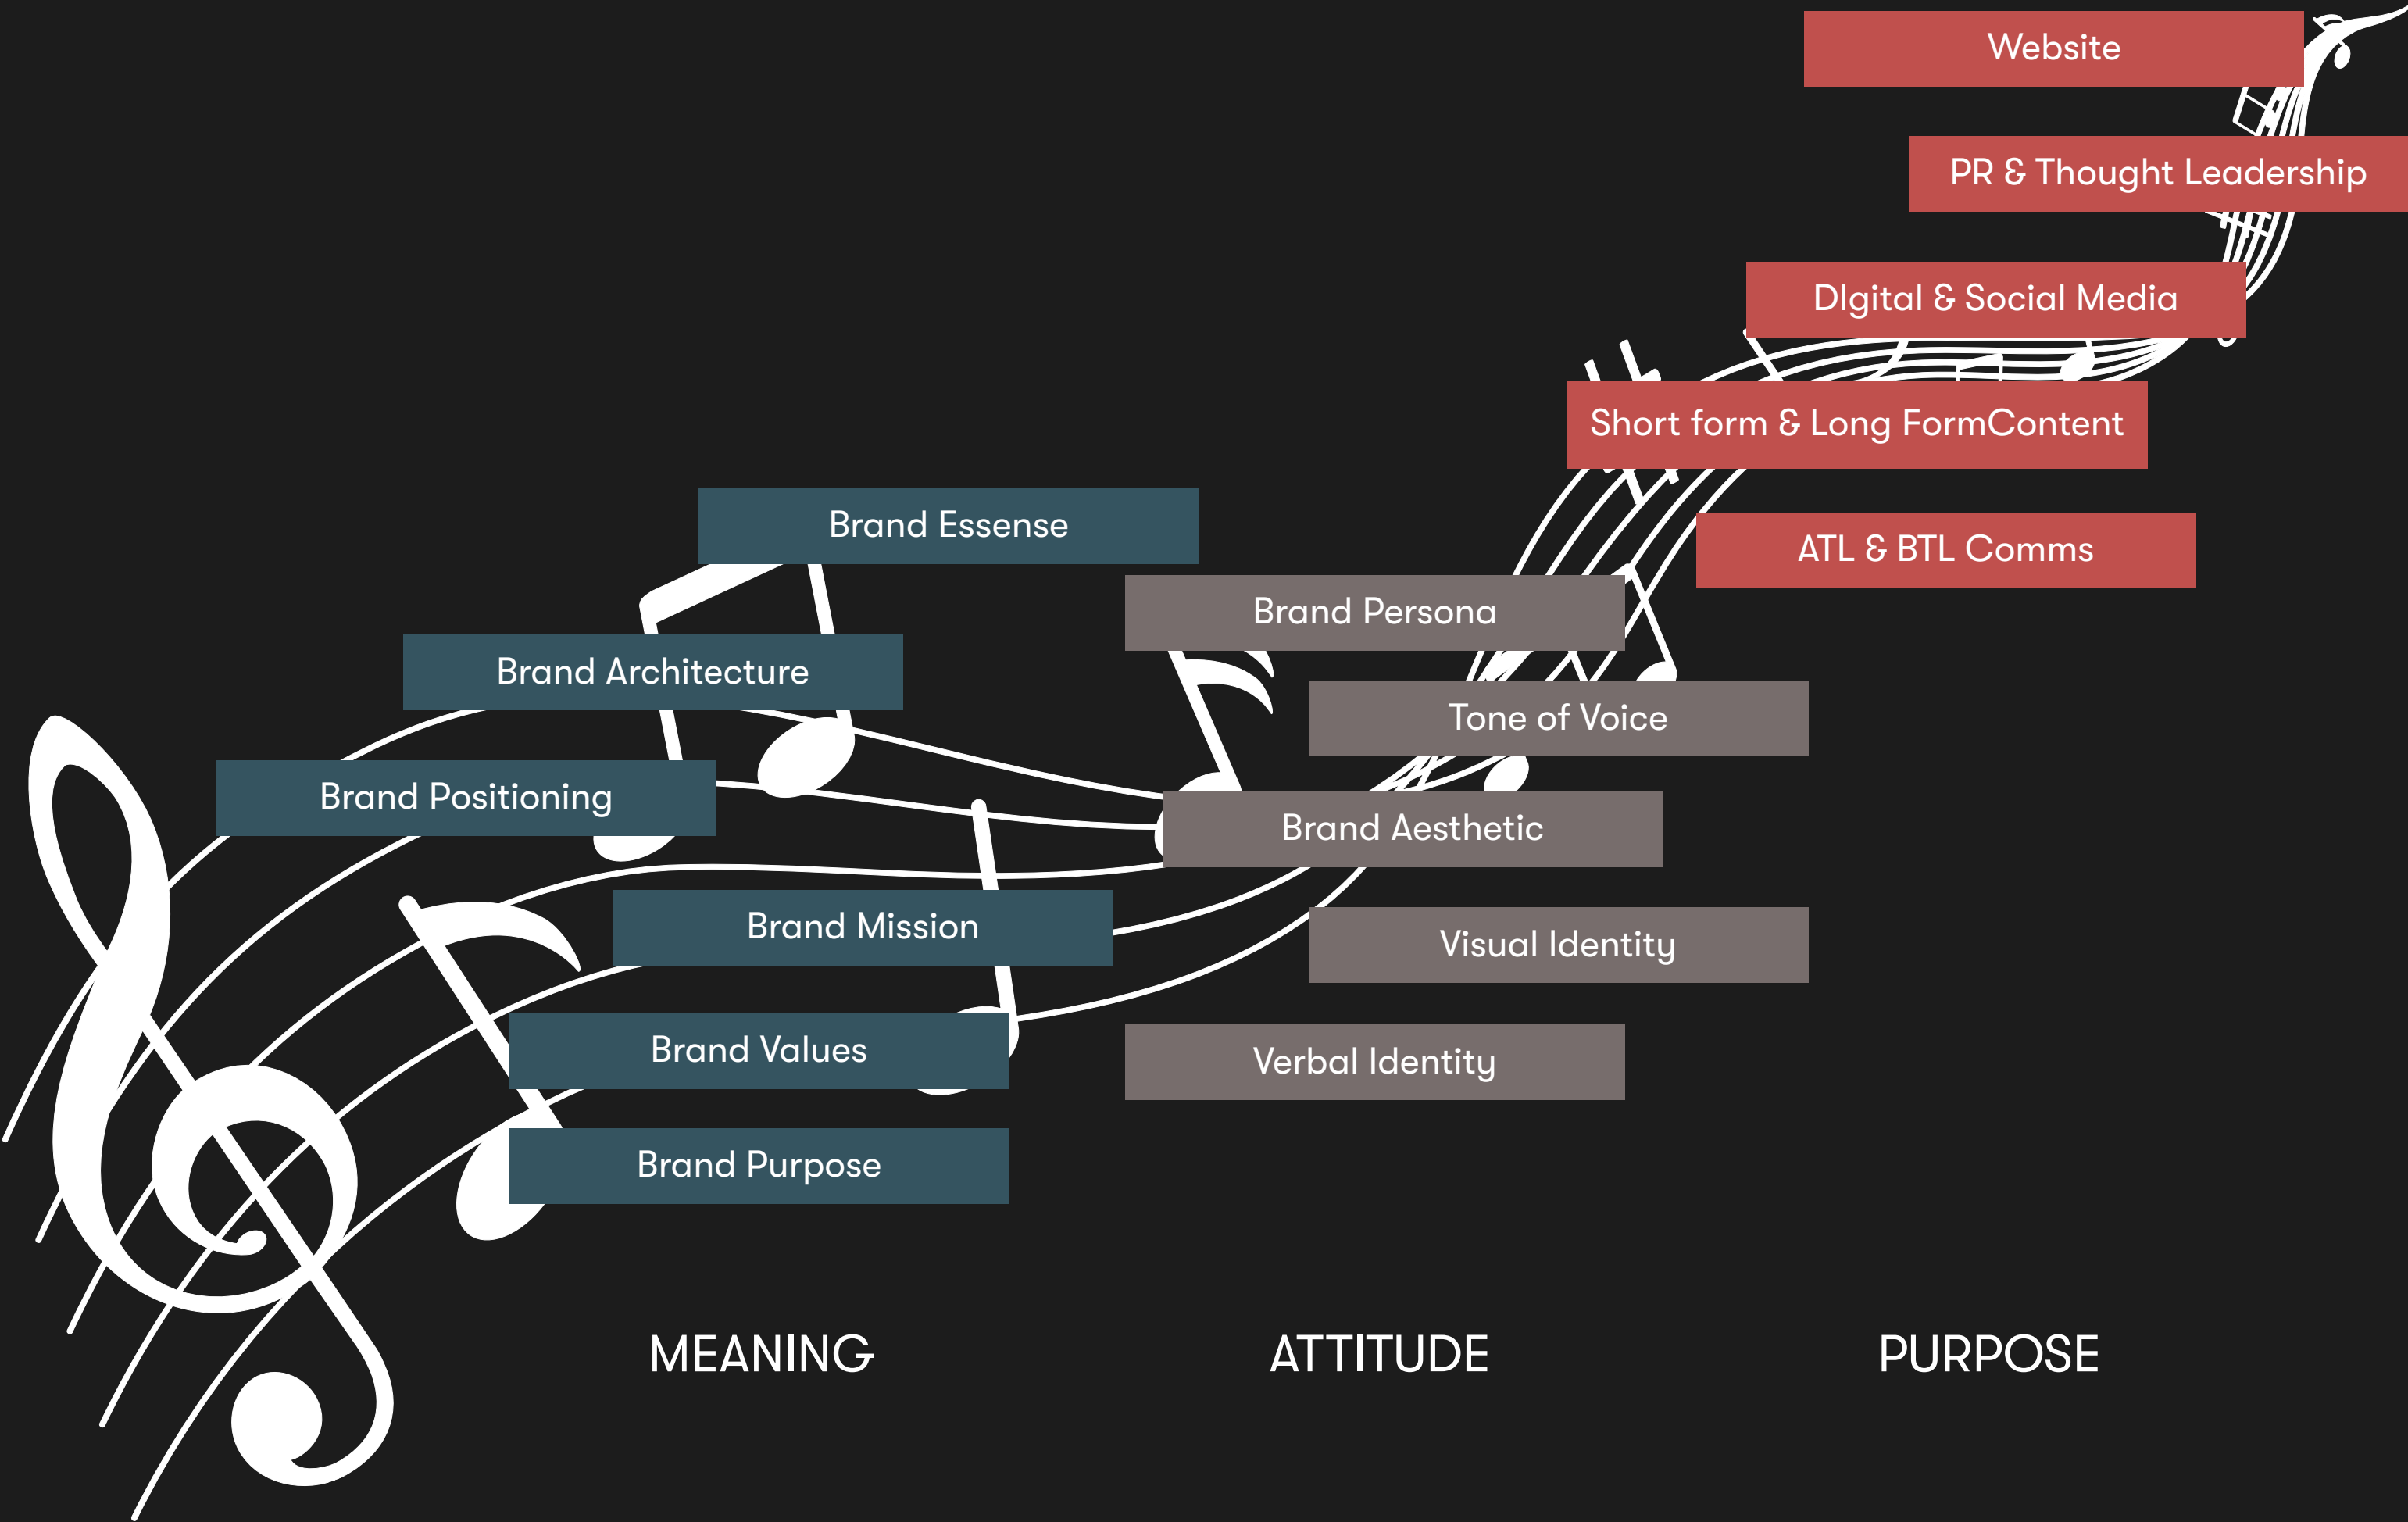 Website
PR & Thought Leadership
DIgital & Social Media
Short form & Long FormContent
ATL & BTL Comms
Brand Essense
Brand Architecture
Brand Positioning
Brand Mission
Brand Values
Brand Purpose
Brand Persona
Tone of Voice
Brand Aesthetic
Visual Identity
Verbal Identity
MEANING
ATTITUDE
PURPOSE